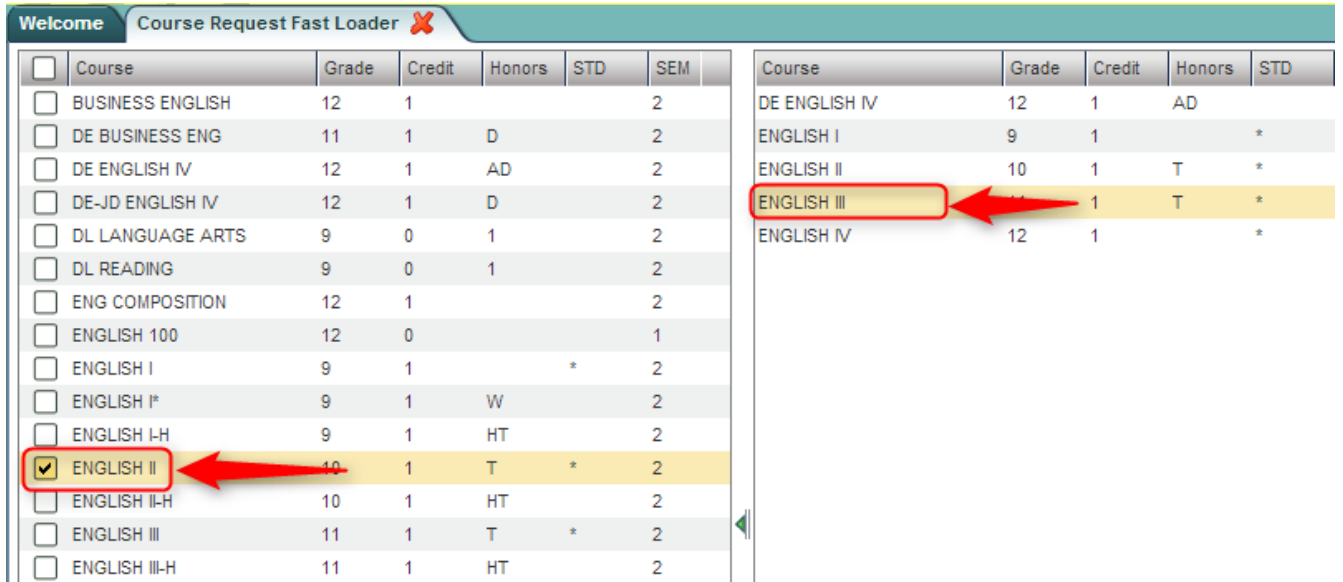 Welcome Course Request Fast Loader
Course Grade Credit Honors STD SEM
BUSINESS ENGLISH 12 1 2
DE BUSINESS ENG 11 1 D 2
DE ENGLISH IV 12 1 AD 2
DE-JD ENGLISH IV 12 1 D 2
DL LANGUAGE ARTS 9 0 1 2
DL READING 9 0 1 2
ENG COMPOSITION 12 1 2
ENGLISH 100 12 0 1
ENGLISH I 9 1 * 2
ENGLISH I* 9 1 W 2
ENGLISH I-H 9 1 HT 2
ENGLISH II 10 1 T * 2
ENGLISH II-H 10 1 HT 2
ENGLISH III 11 1 T * 2
ENGLISH III-H 11 1 HT 2
Course Grade Credit Honors STD
DE ENGLISH IV 12 1 AD
ENGLISH I 9 1 *
ENGLISH II 10 1 T *
ENGLISH III 11 1 T *
ENGLISH IV 12 1 *